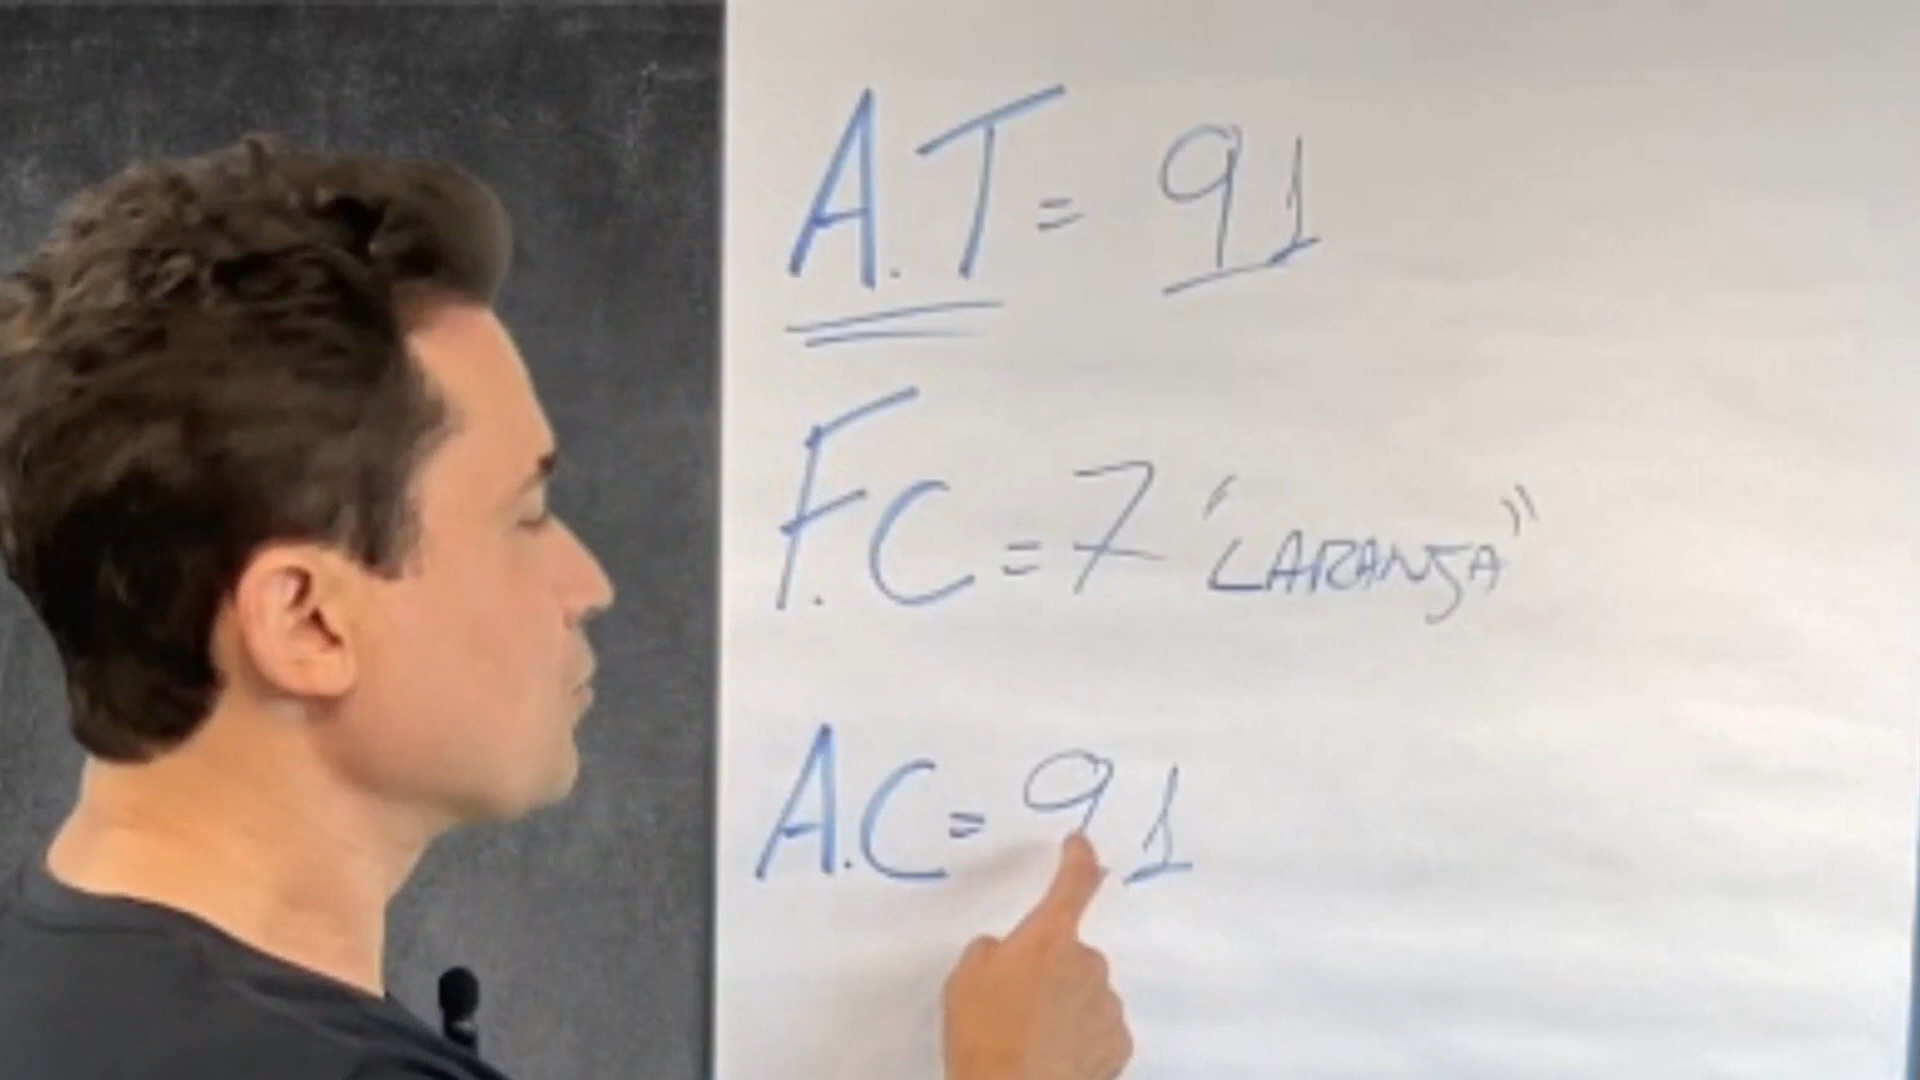 A.T = 91
F.C = 7 "LARANJA"
A.C = 91